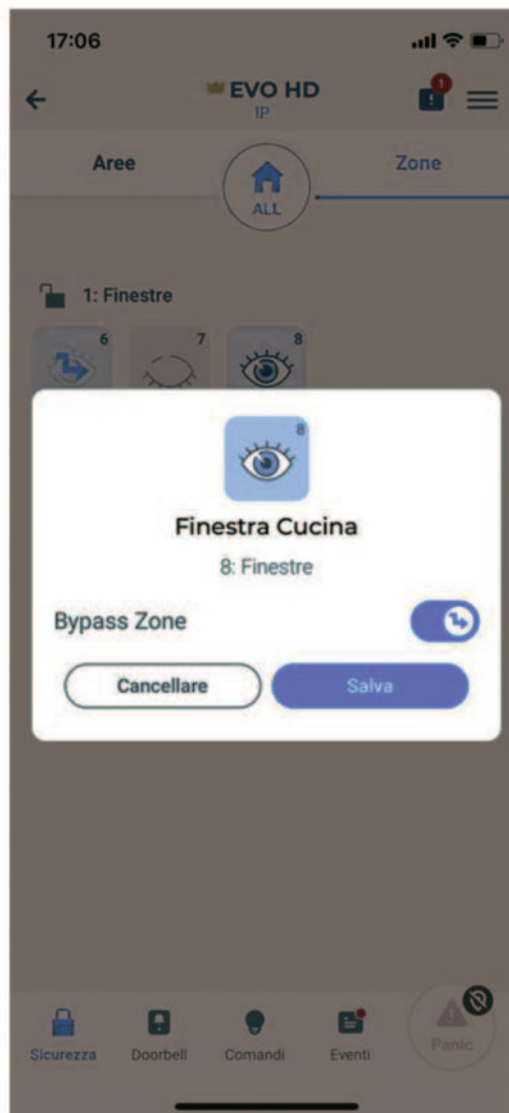 17:06
EVO HD
IP
1
Aree
ALL
Zone
1: Finestre
6 7 8
8
Finestra Cucina
8: Finestre
Bypass Zone
Cancellare Salva
Sicurezza Doorbell Comandi Eventi Panic